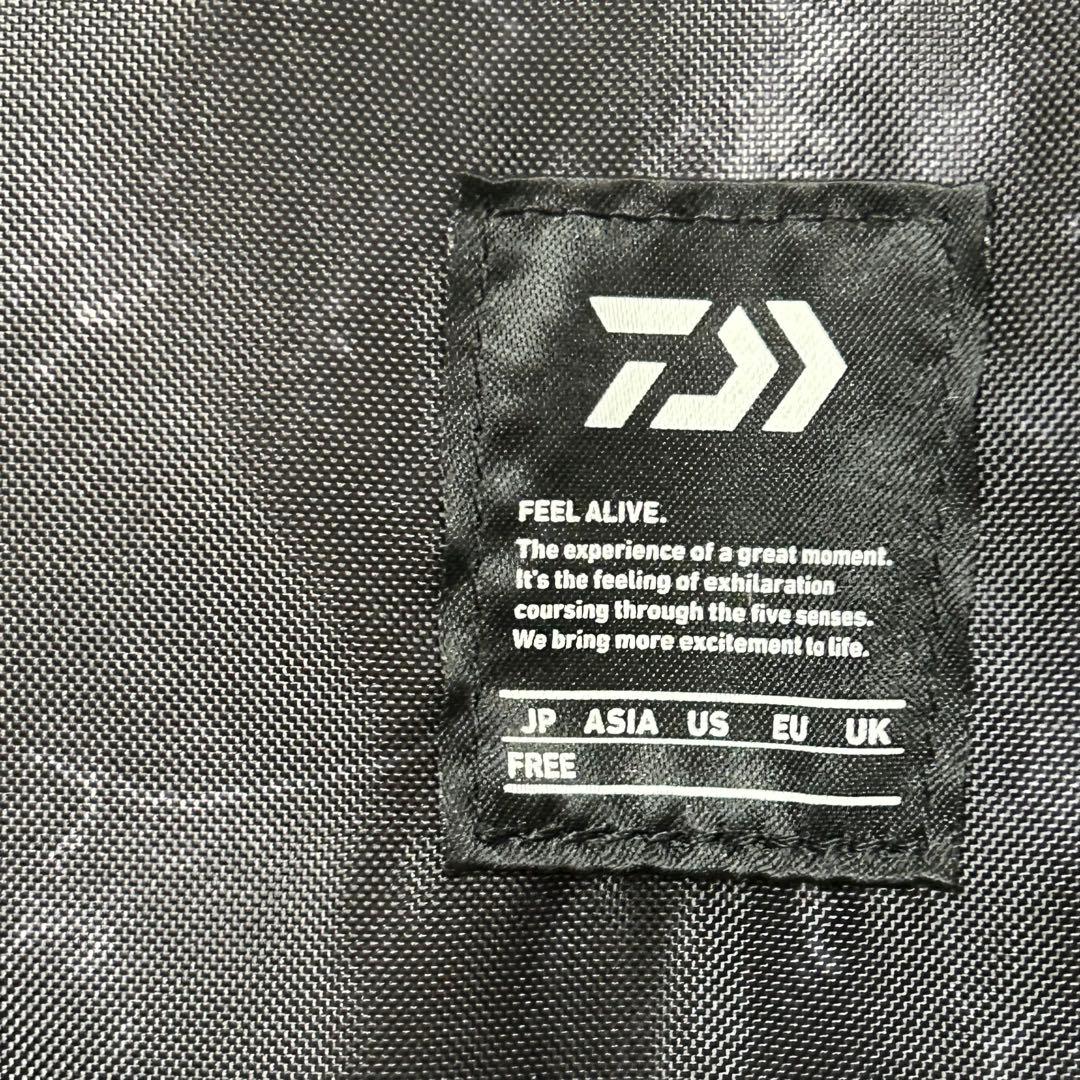 FEEL ALIVE.
The experience of a great moment.
It's the feeling of exhilaration
coursing through the five senses.
We bring more excitement to life.
JP ASIA US EU UK
FREE